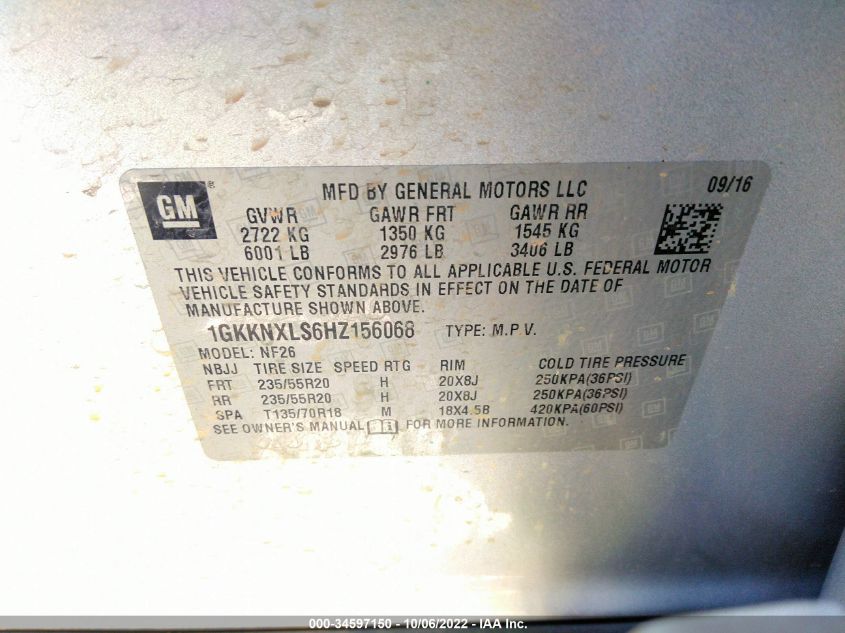 GM ®
MFD BY GENERAL MOTORS LLC 09/16
GVWR GAWR FRT GAWR RR
2722 KG 1350 KG 1545 KG
6001 LB 2976 LB 3406 LB
THIS VEHICLE CONFORMS TO ALL APPLICABLE U.S. FEDERAL MOTOR
VEHICLE SAFETY STANDARDS IN EFFECT ON THE DATE OF
MANUFACTURE SHOWN ABOVE.
1GKKNXLS6HZ156068 TYPE: M.P.V.
MODEL: NF26
NBJJ TIRE SIZE SPEED RTG RIM COLD TIRE PRESSURE
FRT 235/55R20 H 20X8J 250KPA(36PSI)
RR 235/55R20 H 20X8J 250KPA(36PSI)
SPA T135/70R18 M 18X4.5B 420KPA(60PSI)
SEE OWNER'S MANUAL i FOR MORE INFORMATION.
000-34597150 - 10/06/2022 - IAA Inc.